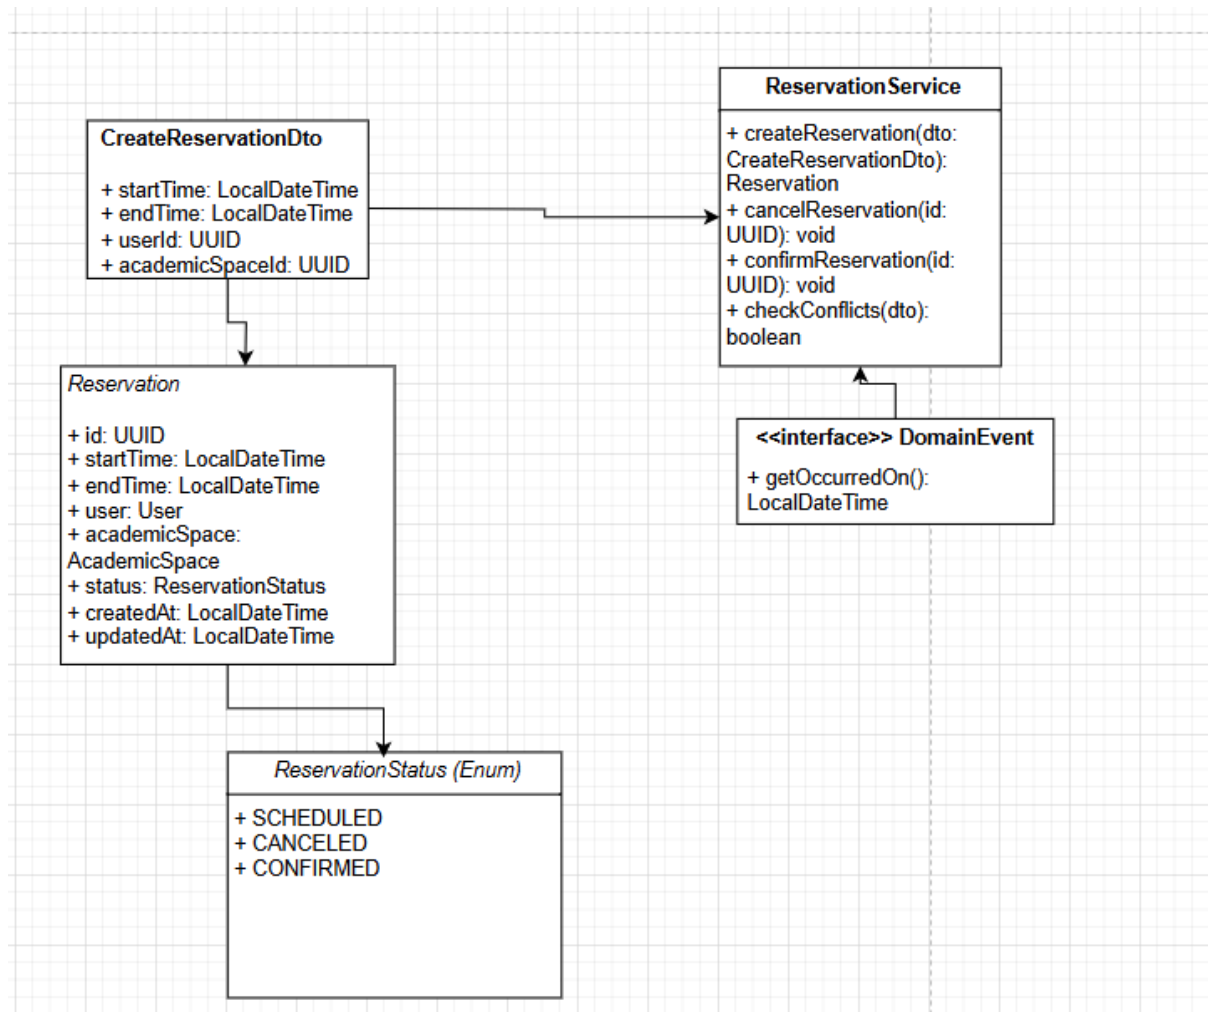 CreateReservationDto
+ startTime: LocalDateTime
+ endTime: LocalDateTime
+ userId: UUID
+ academicSpaceId: UUID
ReservationService
+ createReservation(dto:
CreateReservationDto):
Reservation
+ cancelReservation(id:
UUID): void
+ confirmReservation(id:
UUID): void
+ checkConflicts(dto):
boolean
Reservation
+ id: UUID
+ startTime: LocalDateTime
+ endTime: LocalDateTime
+ user: User
+ academicSpace:
AcademicSpace
+ status: ReservationStatus
+ createdAt: LocalDateTime
+ updatedAt: LocalDateTime
<<interface>> DomainEvent
+ getOccurredOn():
LocalDateTime
ReservationStatus (Enum)
+ SCHEDULED
+ CANCELED
+ CONFIRMED